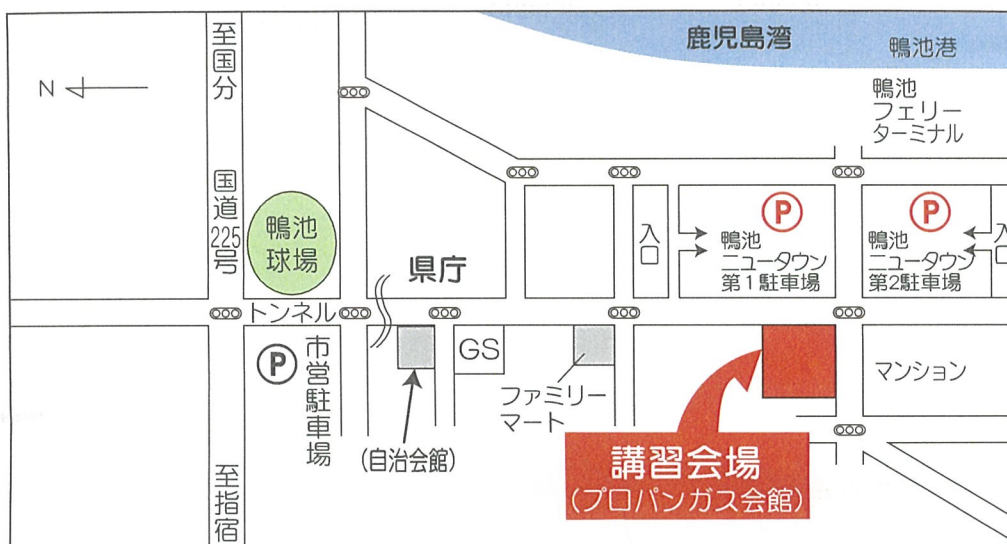 至国分
国道225号
至指宿
N
鹿児島湾
鴨池港
鴨池
フェリー
ターミナル
鴨池
球場
県庁
入口
P
鴨池
ニュータウン
第1駐車場
P
鴨池
ニュータウン
第2駐車場
入口
トンネル
P
市営駐車場
(自治会館)
GS
ファミリー
マート
マンション
講習会場
(プロパンガス会館)